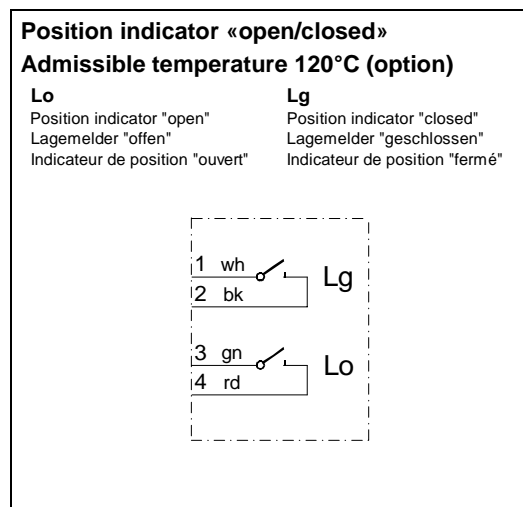 Position indicator «open/closed»
Admissible temperature 120°C (option)
Lo
Position indicator "open"
Lagemelder "offen"
Indicateur de position "ouvert"
Lg
Position indicator "closed"
Lagemelder "geschlossen"
Indicateur de position "fermé"
1 wh
2 bk
Lg
3 gn
4 rd
Lo